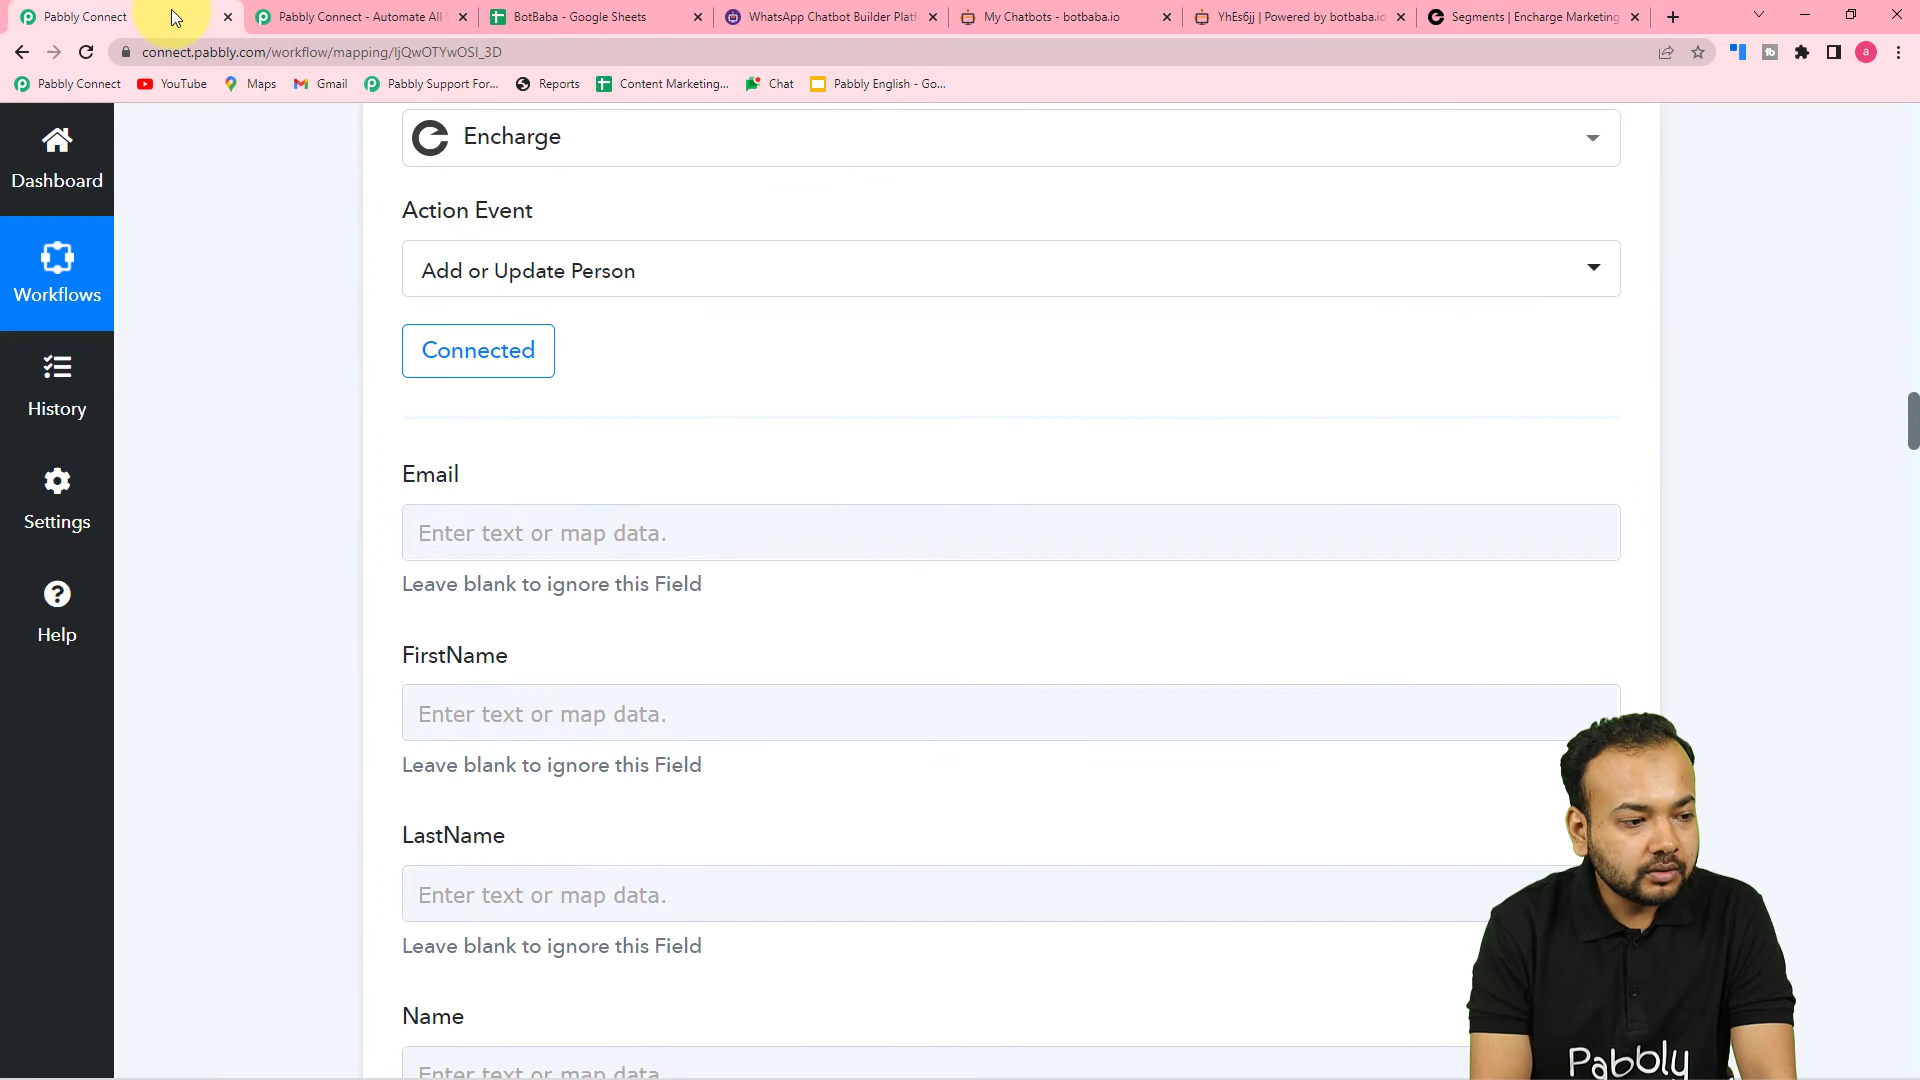 Pabbly Connect
Pabbly Connect - Automate All
BotBaba - Google Sheets
WhatsApp Chatbot Builder Platf
My Chatbots - botbaba.io
YhEs6jj | Powered by botbaba.io
Segments | Encharge Marketing
connect.pabbly.com/workflow/mapping/IjQwOTYwOSI_3D
a
Pabbly Connect
YouTube
Maps
Gmail
Pabbly Support For...
Reports
Content Marketing...
Chat
Pabbly English - Go...
Dashboard
Workflows
History
Settings
Help
Encharge
Action Event
Add or Update Person
Connected
Email
Enter text or map data.
Leave blank to ignore this Field
FirstName
Enter text or map data.
Leave blank to ignore this Field
LastName
Enter text or map data.
Leave blank to ignore this Field
Name
Enter text or map data.
Pabbly